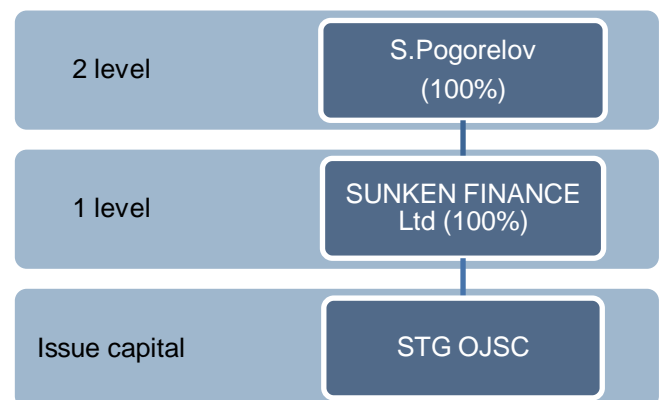 2 level
S.Pogorelov
(100%)
1 level
SUNKEN FINANCE
Ltd (100%)
Issue capital
STG OJSC